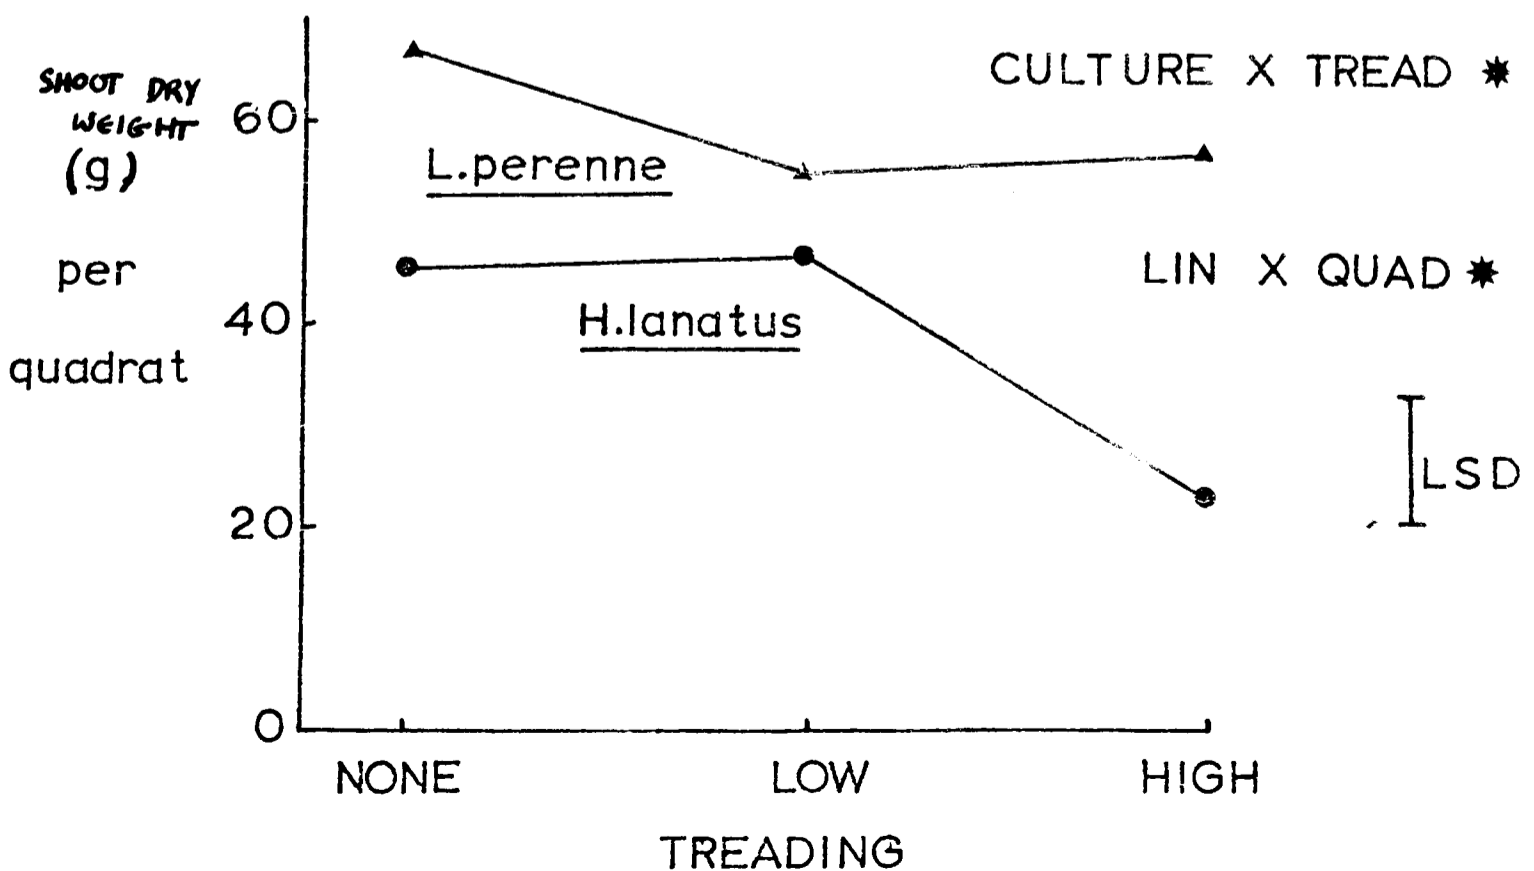 SHOOT DRY
WEIGHT
(g)
per
quadrat
60
40
20
0
L.perenne
H.lanatus
CULTURE X TREAD *
LIN X QUAD *
LSD
NONE LOW HIGH
TREADING